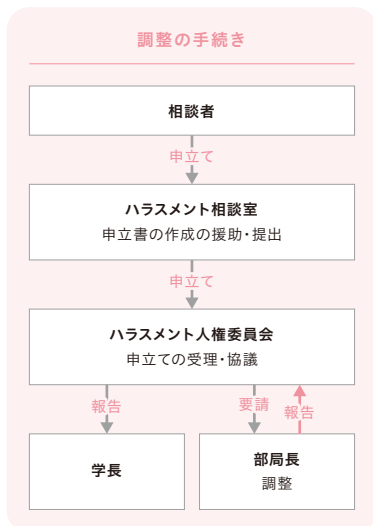 調整の手続き
相談者
申立て
ハラスメント相談室
申立書の作成の援助・提出
申立て
ハラスメント人権委員会
申立ての受理・協議
報告
要請
報告
学長
部局長
調整